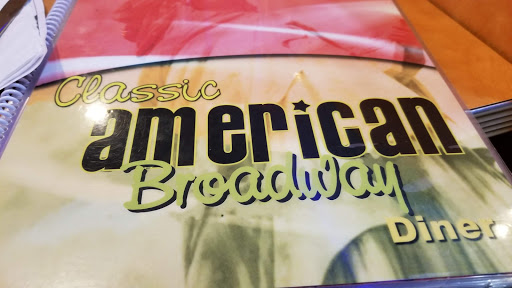 Classic
american
Broadway
Diner